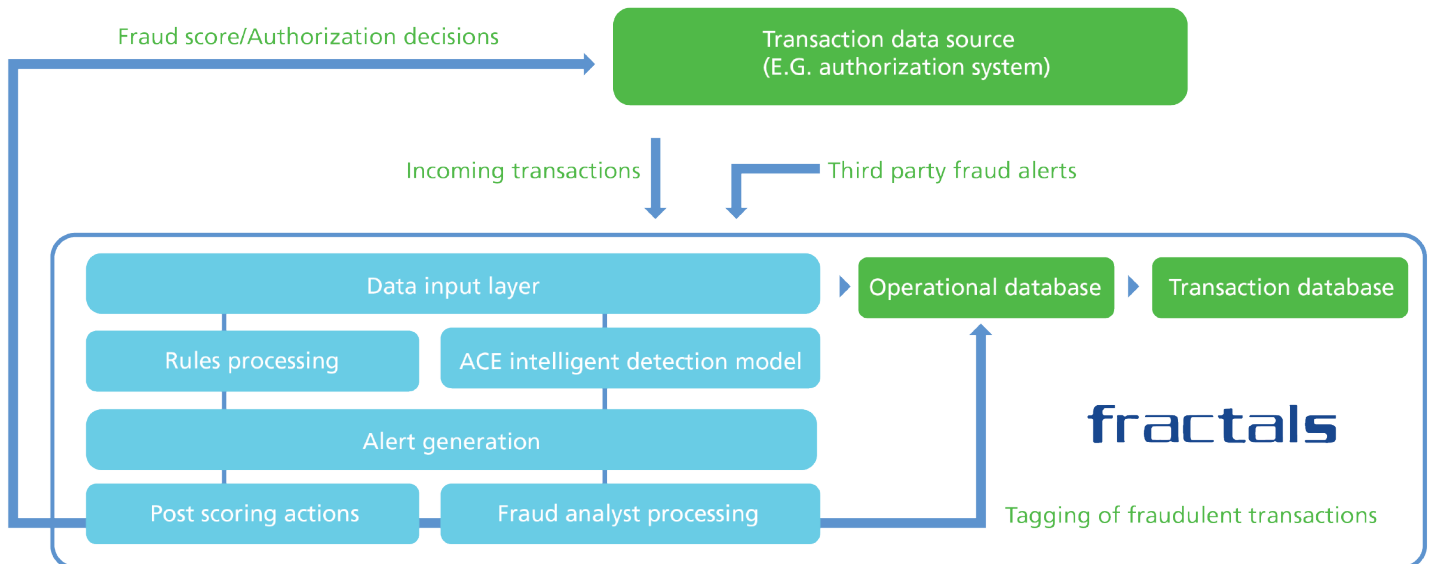 Fraud score/Authorization decisions
Transaction data source
(E.G. authorization system)
Incoming transactions
Third party fraud alerts
Data input layer
Operational database
Transaction database
Rules processing
ACE intelligent detection model
fractals
Alert generation
Post scoring actions
Fraud analyst processing
Tagging of fraudulent transactions